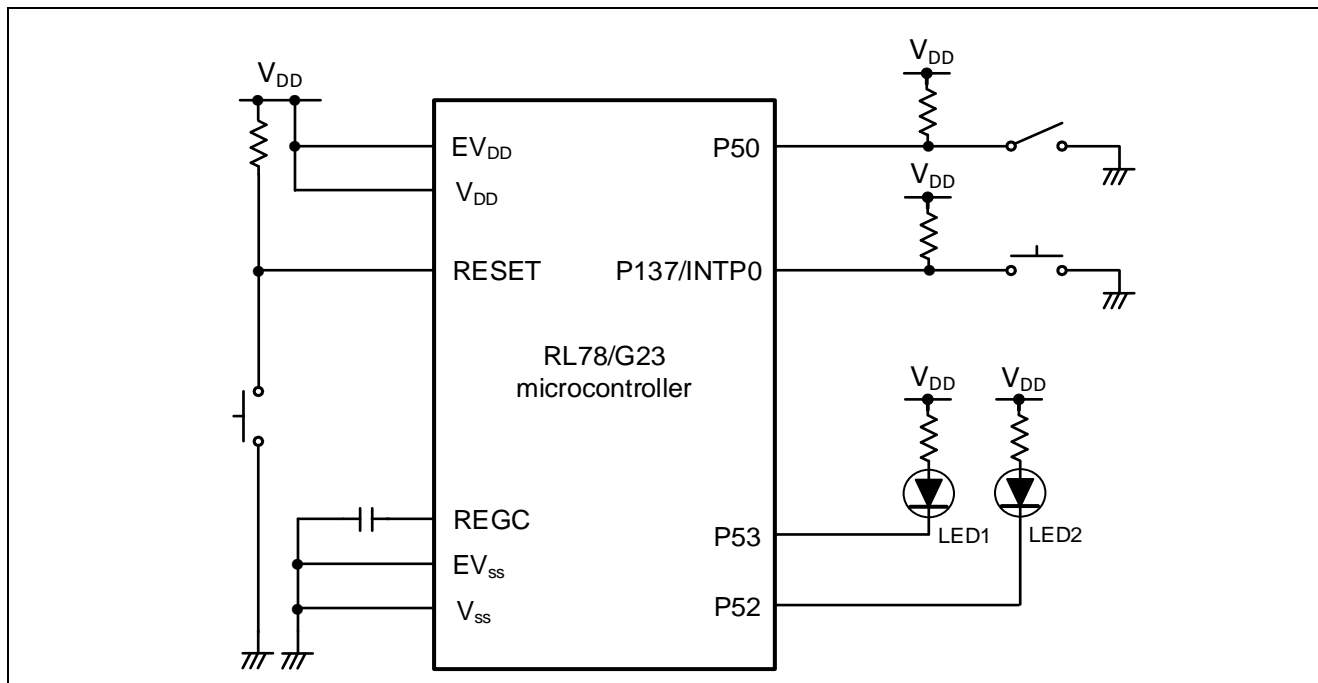 VDD
EVDD
VDD
RESET
REGC
EVss
Vss
RL78/G23
microcontroller
P50
P137/INTP0
P53
P52
VDD
VDD
VDD
VDD
LED1
LED2